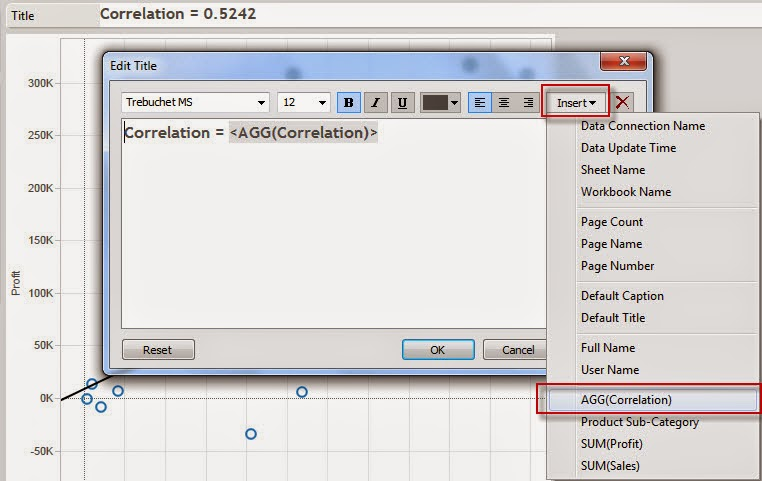 Title
Correlation = 0.5242
Edit Title
Trebuchet MS
12
B
I
U
Insert
Correlation = <AGG(Correlation)>
Reset
OK
Cancel
Data Connection Name
Data Update Time
Sheet Name
Workbook Name
Page Count
Page Name
Page Number
Default Caption
Default Title
Full Name
User Name
AGG(Correlation)
Product Sub-Category
SUM(Profit)
SUM(Sales)
Profit
300K
250K
200K
150K
100K
50K
0K
-50K